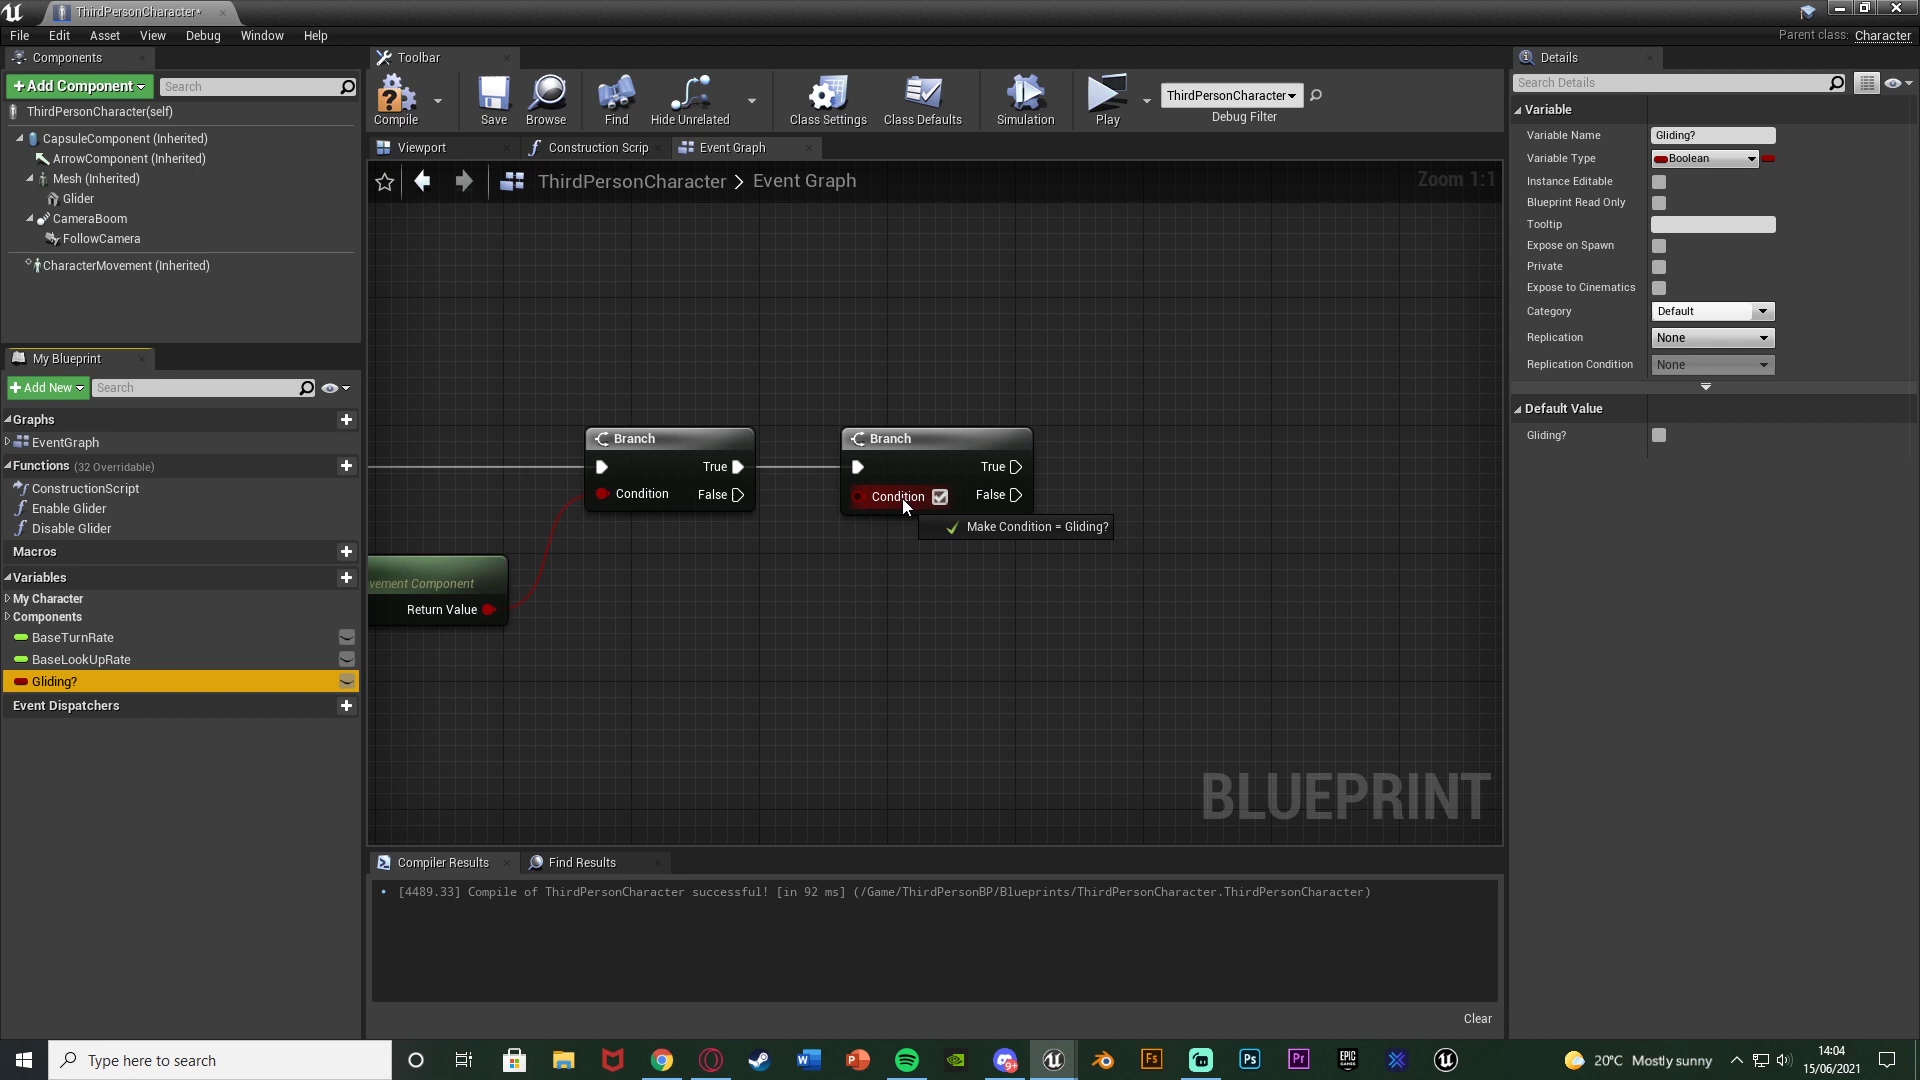 ThirdPersonCharacter*
File Edit Asset View Debug Window Help
Parent class: Character
Components
+Add Component
Search
ThirdPersonCharacter(self)
CapsuleComponent (Inherited)
ArrowComponent (Inherited)
Mesh (Inherited)
Glider
CameraBoom
FollowCamera
CharacterMovement (Inherited)
My Blueprint
+Add New
Search
Graphs
EventGraph
Functions (32 Overridable)
ConstructionScript
Enable Glider
Disable Glider
Macros
Variables
My Character
Components
BaseTurnRate
BaseLookUpRate
Gliding?
Event Dispatchers
Toolbar
Compile
Save
Browse
Find
Hide Unrelated
Class Settings
Class Defaults
Simulation
Play
ThirdPersonCharacter
Debug Filter
Viewport
Construction Scrip
Event Graph
ThirdPersonCharacter > Event Graph
Zoom 1:1
Branch
True
Condition
False
Branch
True
Condition
False
Make Condition = Gliding?
vement Component
Return Value
BLUEPRINT
Compiler Results
Find Results
[4489.33] Compile of ThirdPersonCharacter successful! [in 92 ms] (/Game/ThirdPersonBP/Blueprints/ThirdPersonCharacter.ThirdPersonCharacter)
Clear
Details
Search Details
Variable
Variable Name Gliding?
Variable Type Boolean
Instance Editable
Blueprint Read Only
Tooltip
Expose on Spawn
Private
Expose to Cinematics
Category Default
Replication None
Replication Condition None
Default Value
Gliding?
Type here to search
9+
Fs
Ps
Pr
EPIC GAMES
20°C Mostly sunny
14:04
15/06/2021